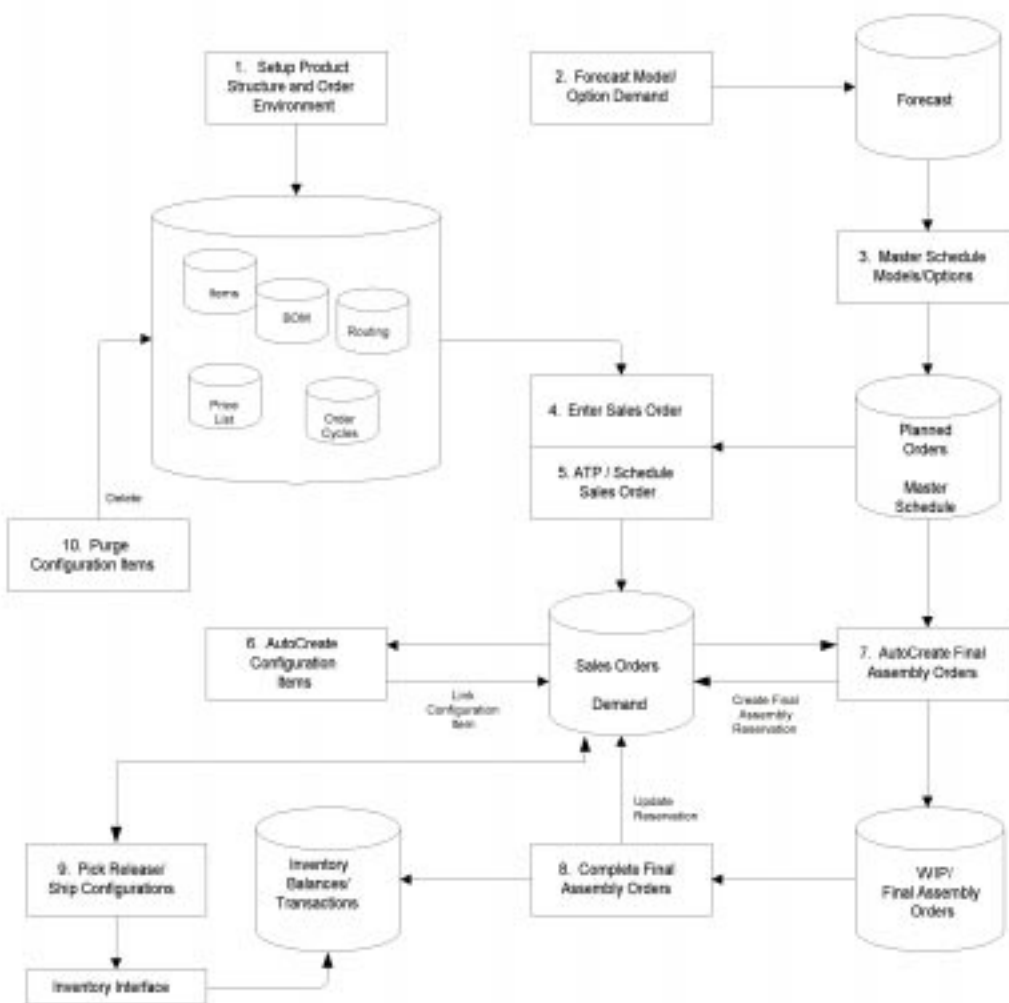 1. Setup Product
Structure and Order
Environment
2. Forecast Model/
Option Demand
Forecast
3. Master Schedule
Models/Options
Items
BOM
Routing
Price
List
Order
Cycles
4. Enter Sales Order
5. ATP / Schedule
Sales Order
Planned
Orders
Master
Schedule
Delete
10. Purge
Configuration Items
6. AutoCreate
Configuration
Items
Link
Configuration
Item
Sales Orders
Demand
7. AutoCreate Final
Assembly Orders
Create Final
Assembly
Reservation
Update
Reservation
9. Pick Release/
Ship Configurations
Inventory
Balances/
Transactions
8. Complete Final
Assembly Orders
WIP/
Final Assembly
Orders
Inventory Interface